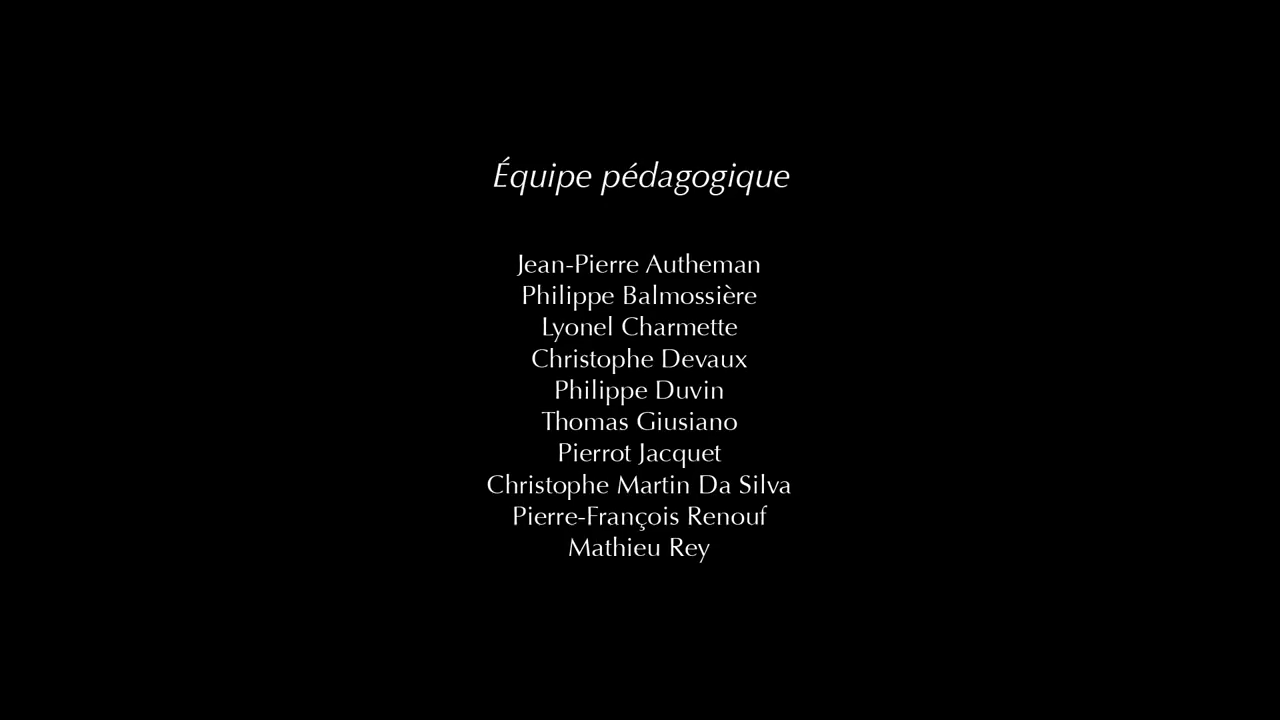 Équipe pédagogique
Jean-Pierre Autheman
Philippe Balmossière
Lyonel Charmette
Christophe Devaux
Philippe Duvin
Thomas Giusiano
Pierrot Jacquet
Christophe Martin Da Silva
Pierre-François Renouf
Mathieu Rey